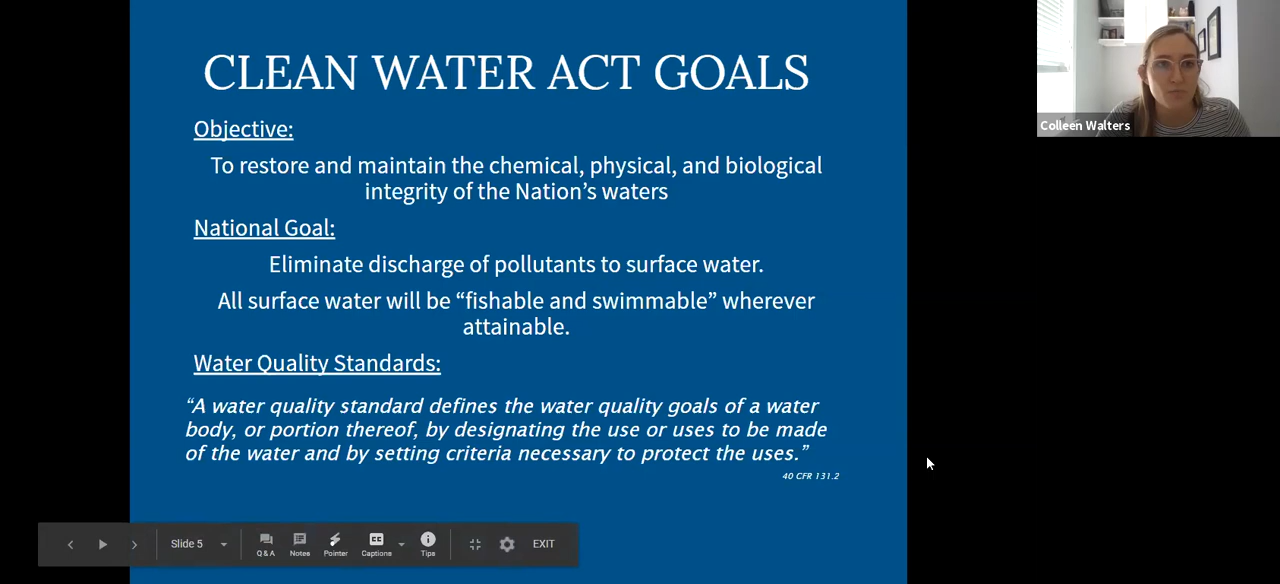 CLEAN WATER ACT GOALS
Objective:
To restore and maintain the chemical, physical, and biological
integrity of the Nation’s waters
National Goal:
Eliminate discharge of pollutants to surface water.
All surface water will be “fishable and swimmable” wherever
attainable.
Water Quality Standards:
“A water quality standard defines the water quality goals of a water
body, or portion thereof, by designating the use or uses to be made
of the water and by setting criteria necessary to protect the uses.”
40 CFR 131.2
Colleen Walters
Slide 5
Q & A
Notes
Pointer
CC
Captions
Tips
EXIT